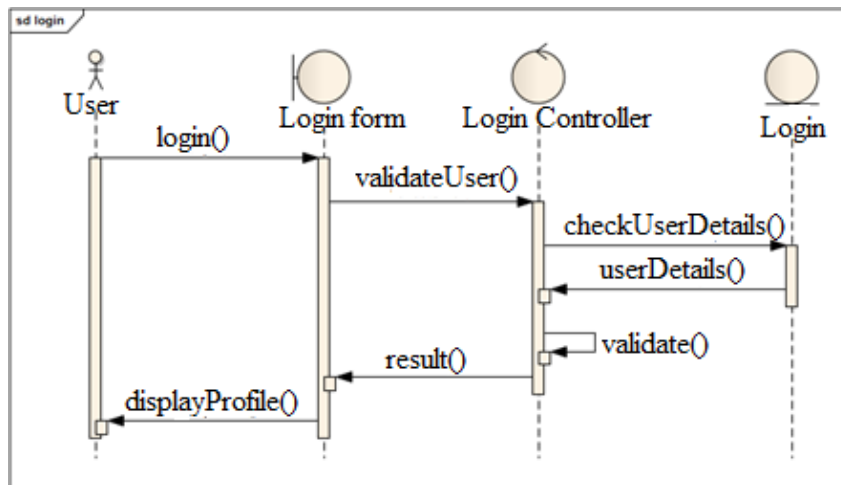 sd login
User
Login form
Login Controller
Login
login()
validateUser()
checkUserDetails()
userDetails()
validate()
result()
displayProfile()